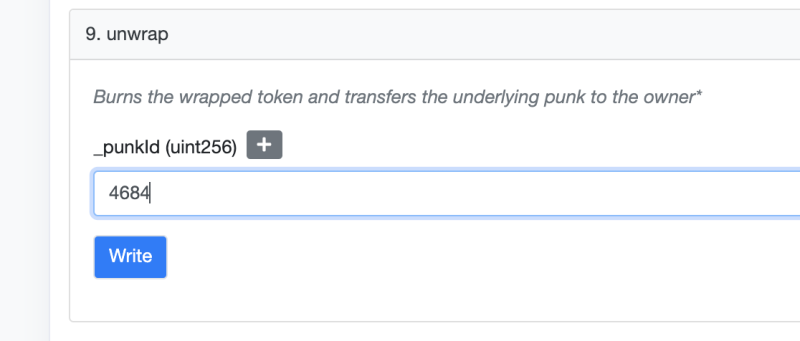 9. unwrap
Burns the wrapped token and transfers the underlying punk to the owner*
_punkId (uint256) +
4684
Write